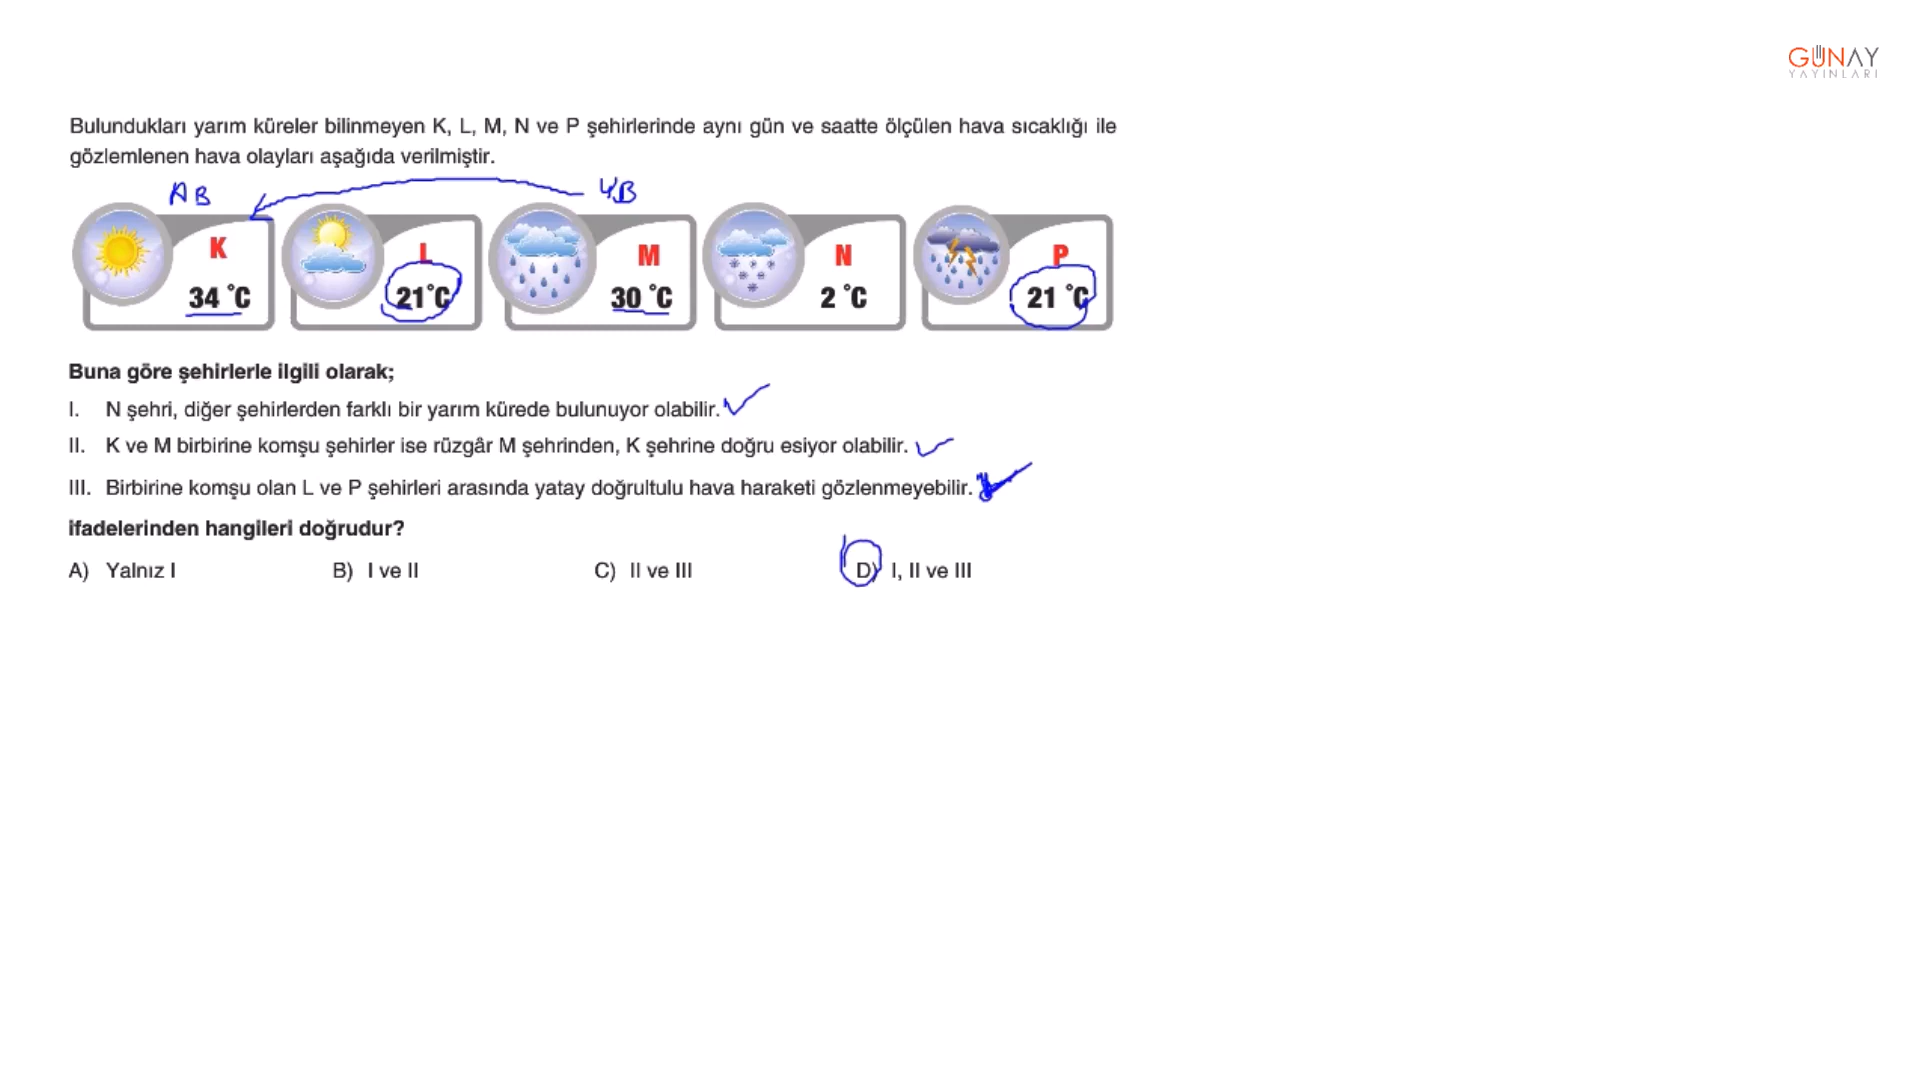 GÜNAY
YAYINLARI
Bulundukları yarım küreler bilinmeyen K, L, M, N ve P şehirlerinde aynı gün ve saatte ölçülen hava sıcaklığı ile
gözlemlenen hava olayları aşağıda verilmiştir.
AB YB
K L M N P
34 °C 21°C 30 °C 2 °C 21 °C
Buna göre şehirlerle ilgili olarak;
I. N şehri, diğer şehirlerden farklı bir yarım kürede bulunuyor olabilir.
II. K ve M birbirine komşu şehirler ise rüzgâr M şehrinden, K şehrine doğru esiyor olabilir.
III. Birbirine komşu olan L ve P şehirleri arasında yatay doğrultulu hava haraketi gözlenmeyebilir.
ifadelerinden hangileri doğrudur?
A) Yalnız I B) I ve II C) II ve III D) I, II ve III